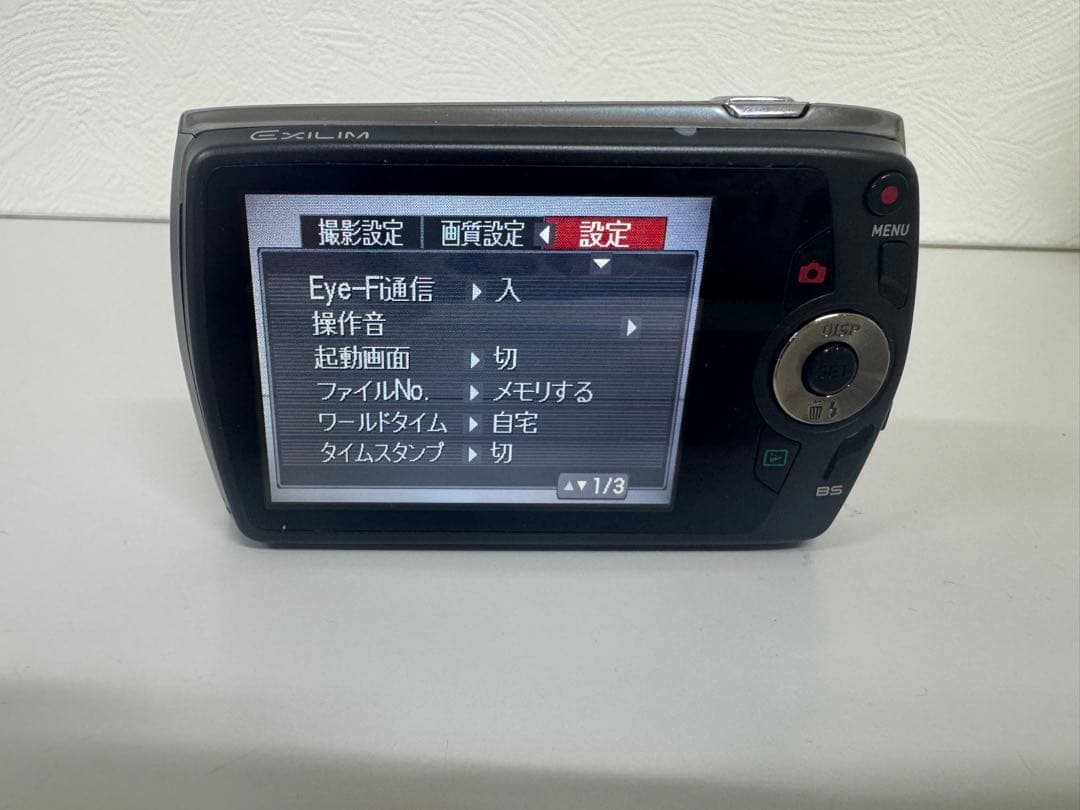 EXILIM
撮影設定 画質設定 設定
Eye-Fi通信 入
操作音
起動画面 切
ファイルNo. メモリする
ワールドタイム 自宅
タイムスタンプ 切
1/3
MENU
DISP
SET
BS